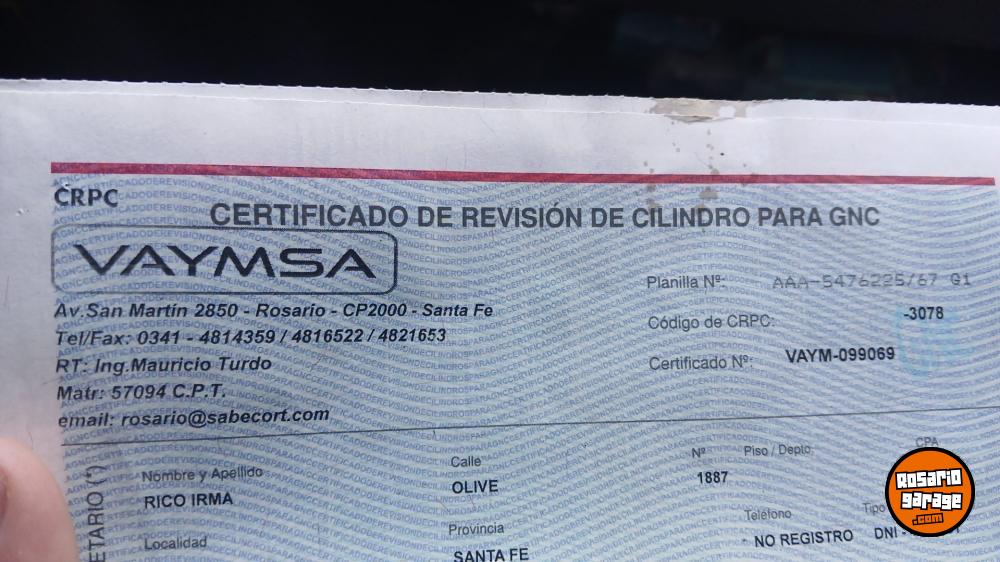 CRPC
CERTIFICADO DE REVISIÓN DE CILINDRO PARA GNC
VAYMSA
Av.San Martín 2850 - Rosario - CP2000 - Santa Fe
Tel/Fax: 0341 - 4814359 / 4816522 / 4821653
RT: Ing.Mauricio Turdo
Matr: 57094 C.P.T.
email: rosario@sabecort.com
Planilla Nº: AAA-5476225/67 G1
Código de CRPC: -3078
Certificado Nº: VAYM-099069
ETARIO (*)
Nombre y Apellido
RICO IRMA
Calle
OLIVE
Nº
1887
Piso / Depto.
CPA
Localidad
Provincia
SANTA FE
Teléfono
NO REGISTRO
Tipo
DNI -
Rosario
garage
.com